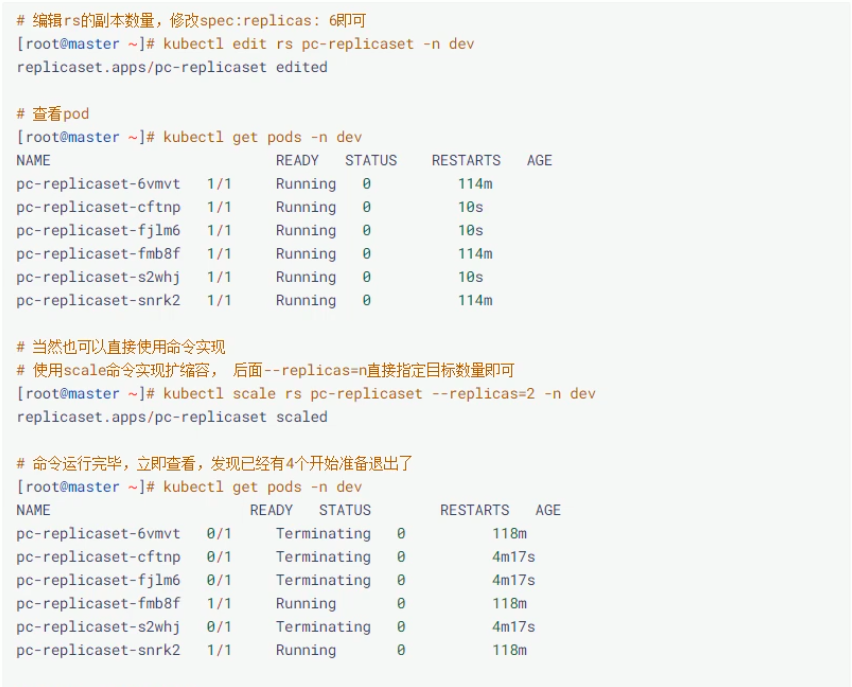 # 编辑rs的副本数量，修改spec:replicas: 6即可
[root@master ~]# kubectl edit rs pc-replicaset -n dev
replicaset.apps/pc-replicaset edited
# 查看pod
[root@master ~]# kubectl get pods -n dev
NAME READY STATUS RESTARTS AGE
pc-replicaset-6vmvt 1/1 Running 0 114m
pc-replicaset-cftnp 1/1 Running 0 10s
pc-replicaset-fjlm6 1/1 Running 0 10s
pc-replicaset-fmb8f 1/1 Running 0 114m
pc-replicaset-s2whj 1/1 Running 0 10s
pc-replicaset-snrk2 1/1 Running 0 114m
# 当然也可以直接使用命令实现
# 使用scale命令实现扩缩容， 后面--replicas=n直接指定目标数量即可
[root@master ~]# kubectl scale rs pc-replicaset --replicas=2 -n dev
replicaset.apps/pc-replicaset scaled
# 命令运行完毕，立即查看，发现已经有4个开始准备退出了
[root@master ~]# kubectl get pods -n dev
NAME READY STATUS RESTARTS AGE
pc-replicaset-6vmvt 0/1 Terminating 0 118m
pc-replicaset-cftnp 0/1 Terminating 0 4m17s
pc-replicaset-fjlm6 0/1 Terminating 0 4m17s
pc-replicaset-fmb8f 1/1 Running 0 118m
pc-replicaset-s2whj 0/1 Terminating 0 4m17s
pc-replicaset-snrk2 1/1 Running 0 118m